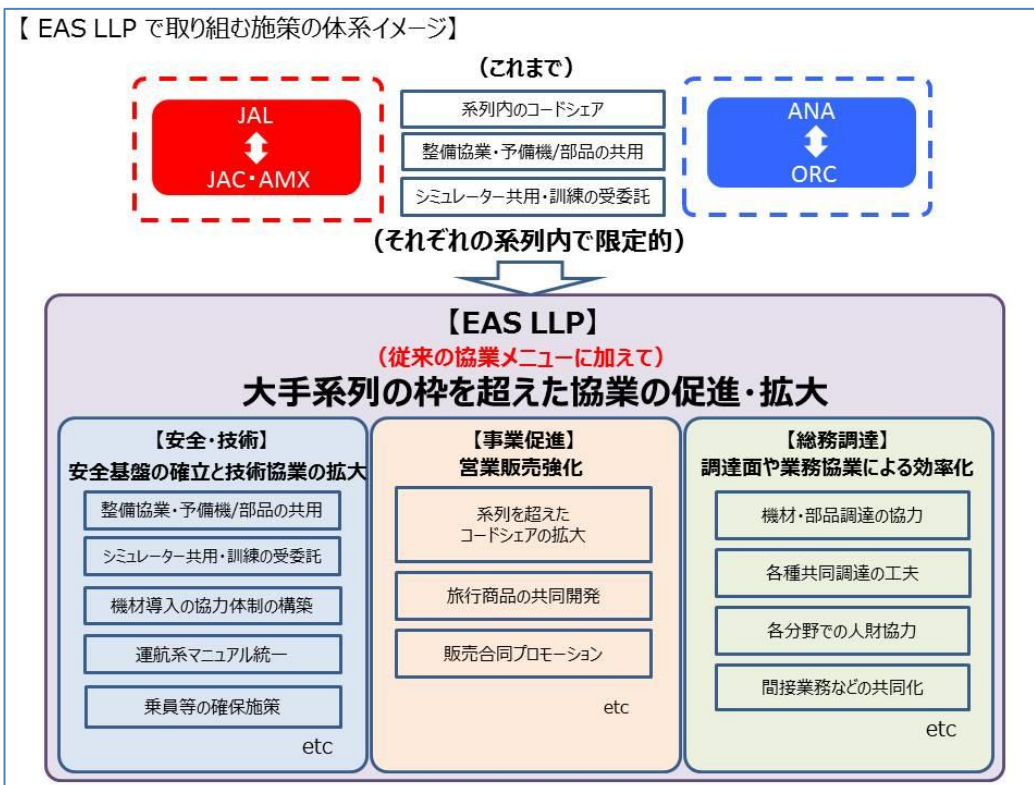 【 EAS LLP で取り組む施策の体系イメージ】
(これまで)
JAL
JAC・AMX
系列内のコードシェア
整備協業・予備機/部品の共用
シミュレーター共用・訓練の受委託
ANA
ORC
(それぞれの系列内で限定的)
【EAS LLP】
(従来の協業メニューに加えて)
大手系列の枠を超えた協業の促進・拡大
【安全・技術】
安全基盤の確立と技術協業の拡大
整備協業・予備機/部品の共用
シミュレーター共用・訓練の受委託
機材導入の協力体制の構築
運航系マニュアル統一
乗員等の確保施策
etc
【事業促進】
営業販売強化
系列を超えた
コードシェアの拡大
旅行商品の共同開発
販売合同プロモーション
etc
【総務調達】
調達面や業務協業による効率化
機材・部品調達の協力
各種共同調達の工夫
各分野での人財協力
間接業務などの共同化
etc